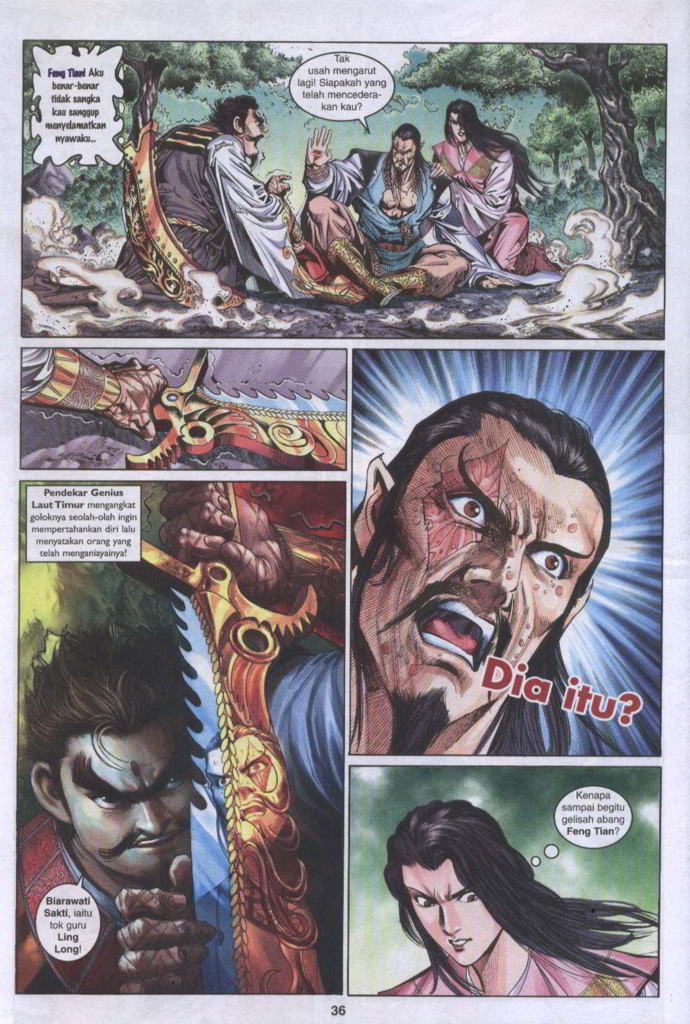 Feng Tian! Aku
benar-benar
tidak sangka
kau sanggup
menyelamatkan
nyawaku...
Tak
usah mengarut
lagi! Siapakah yang
telah mencedera-
kan kau?
Pendekar Genius
Laut Timur mengangkat
goloknya seolah-olah ingin
mempertahankan diri lalu
menyatakan orang yang
telah menganiayainya!
Biarawati
Sakti, iaitu
tok guru
Ling
Long!
Dia itu?
Kenapa
sampai begitu
gelisah abang
Feng Tian?
36